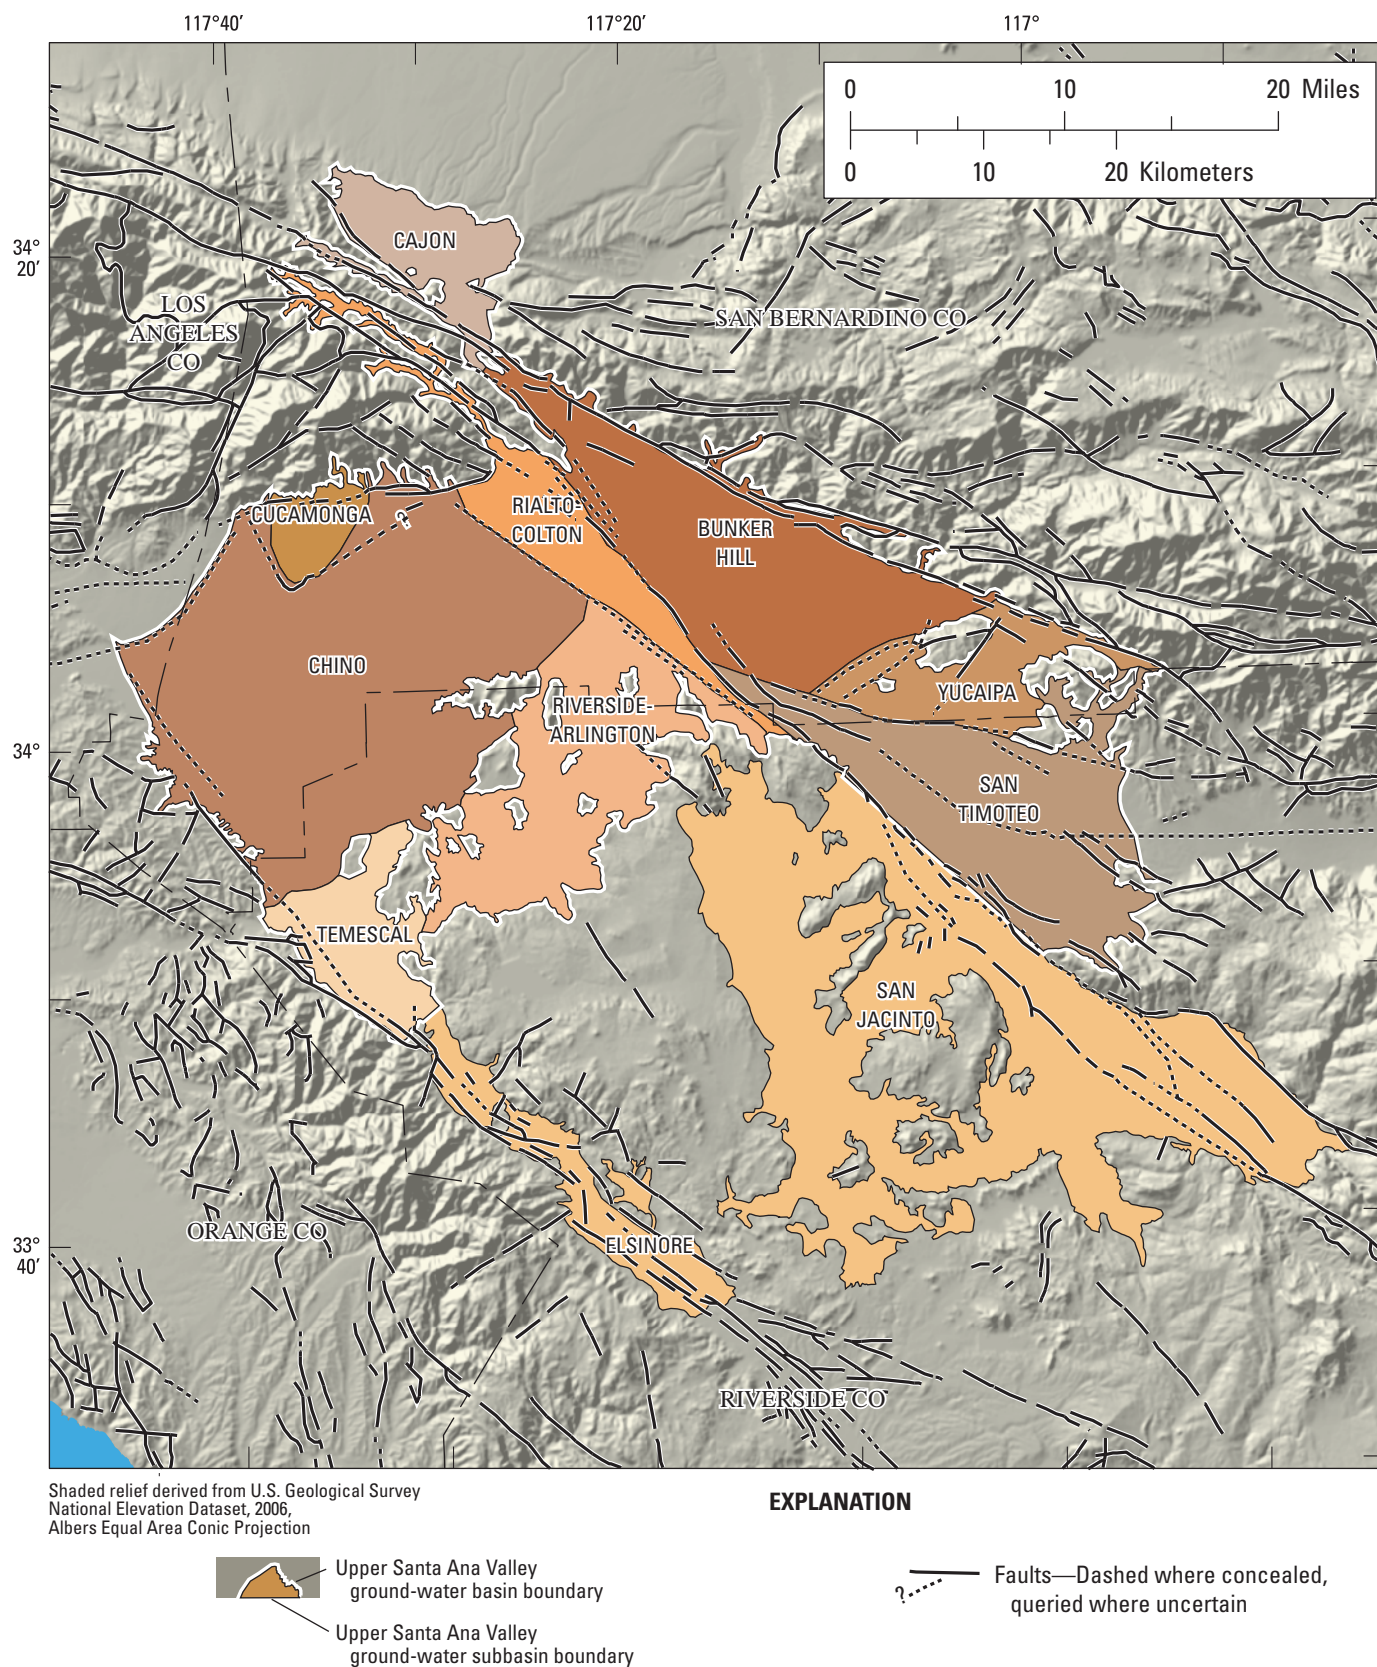 117°40′
117°20′
117°
0
10
20 Miles
0
10
20 Kilometers
34°
20′
CAJON
LOS
ANGELES
CO
SAN BERNARDINO CO
CUCAMONGA
?
RIALTO-
COLTON
BUNKER
HILL
CHINO
RIVERSIDE-
ARLINGTON
YUCAIPA
34°
SAN
TIMOTEO
TEMESCAL
SAN
JACINTO
ORANGE CO
ELSINORE
33°
40′
RIVERSIDE CO
Shaded relief derived from U.S. Geological Survey
National Elevation Dataset, 2006,
Albers Equal Area Conic Projection
EXPLANATION
Upper Santa Ana Valley
ground-water basin boundary
Upper Santa Ana Valley
ground-water subbasin boundary
?
Faults—Dashed where concealed,
queried where uncertain